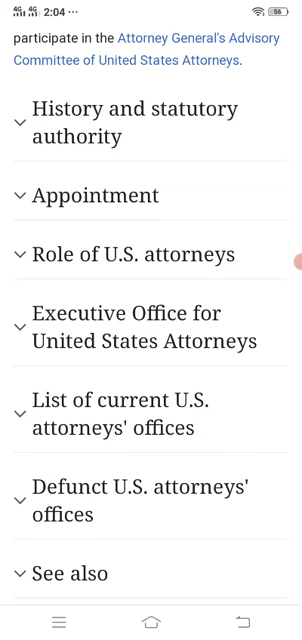 4G 4G 2:04 ... 56
participate in the Attorney General's Advisory
Committee of United States Attorneys.
History and statutory
authority
Appointment
Role of U.S. attorneys
Executive Office for
United States Attorneys
List of current U.S.
attorneys' offices
Defunct U.S. attorneys'
offices
See also